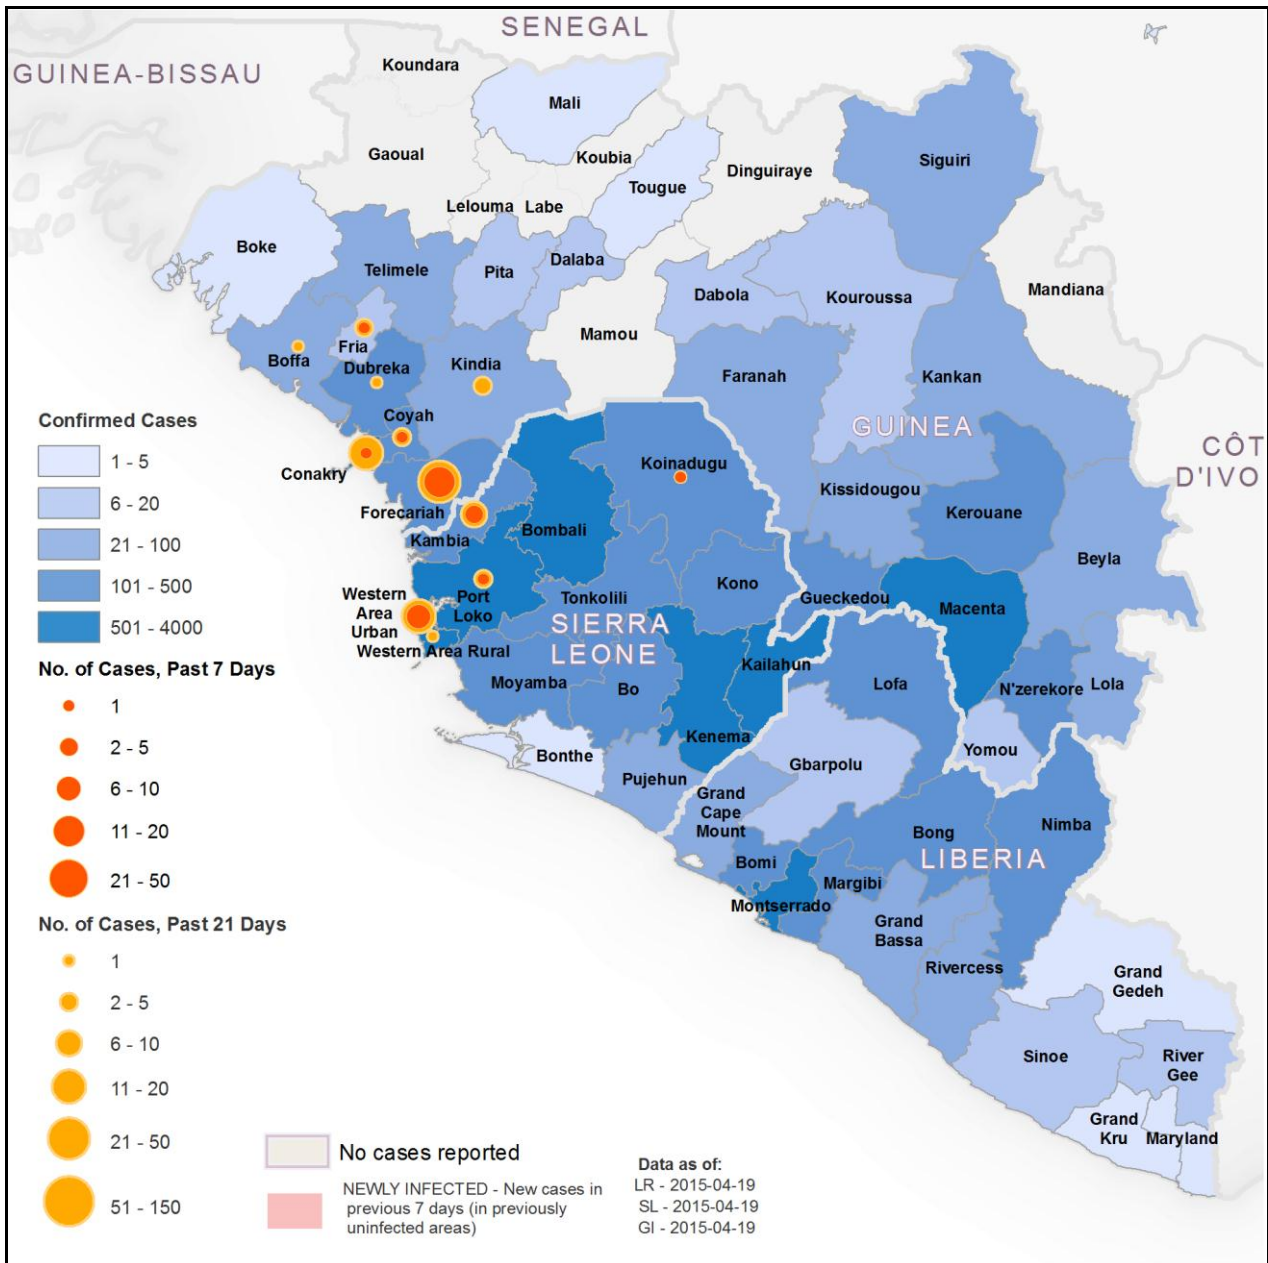 SENEGAL
GUINEA-BISSAU
Koundara
Mali
Gaoual
Koubia
Siguiri
Dinguiraye
Tougue
Lelouma
Labe
Boke
Telimele
Pita
Dalaba
Mandiana
Dabola
Kouroussa
Mamou
Fria
Boffa
Dubreka
Kindia
Faranah
Kankan
Coyah
GUINEA
CÔT
D'IVO
Conakry
Koinadugu
Kissidougou
Forecariah
Kerouane
Kambia
Bombali
Beyla
Kono
Gueckedou
Western
Area
Urban
Port
Loko
Tonkolili
Macenta
SIERRA
LEONE
Western Area Rural
Kailahun
Moyamba
Bo
Lofa
N'zerekore
Lola
Kenema
Yomou
Bonthe
Gbarpolu
Pujehun
Grand
Cape
Mount
Nimba
Bong
LIBERIA
Bomi
Margibi
Montserrado
Grand
Bassa
Rivercess
Grand
Gedeh
Sinoe
River
Gee
Grand
Kru
Maryland
Confirmed Cases
1 - 5
6 - 20
21 - 100
101 - 500
501 - 4000
No. of Cases, Past 7 Days
1
2 - 5
6 - 10
11 - 20
21 - 50
No. of Cases, Past 21 Days
1
2 - 5
6 - 10
11 - 20
21 - 50
51 - 150
No cases reported
NEWLY INFECTED - New cases in
previous 7 days (in previously
uninfected areas)
Data as of:
LR - 2015-04-19
SL - 2015-04-19
GI - 2015-04-19